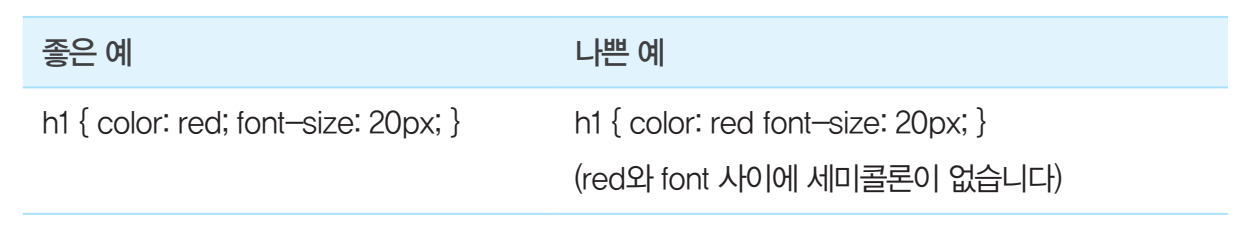 좋은 예 나쁜 예
h1 { color: red; font-size: 20px; } h1 { color: red font-size: 20px; }
(red와 font 사이에 세미콜론이 없습니다)